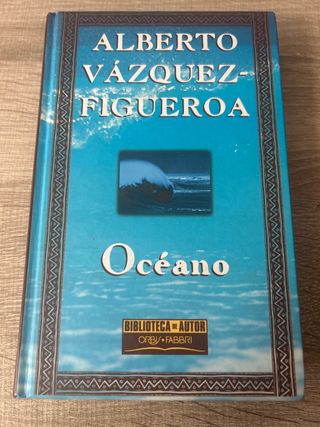 ALBERTO
VÁZQUEZ-
FIGUEROA
Océano
BIBLIOTECA DE AUTOR
ORBIS • FABBRI